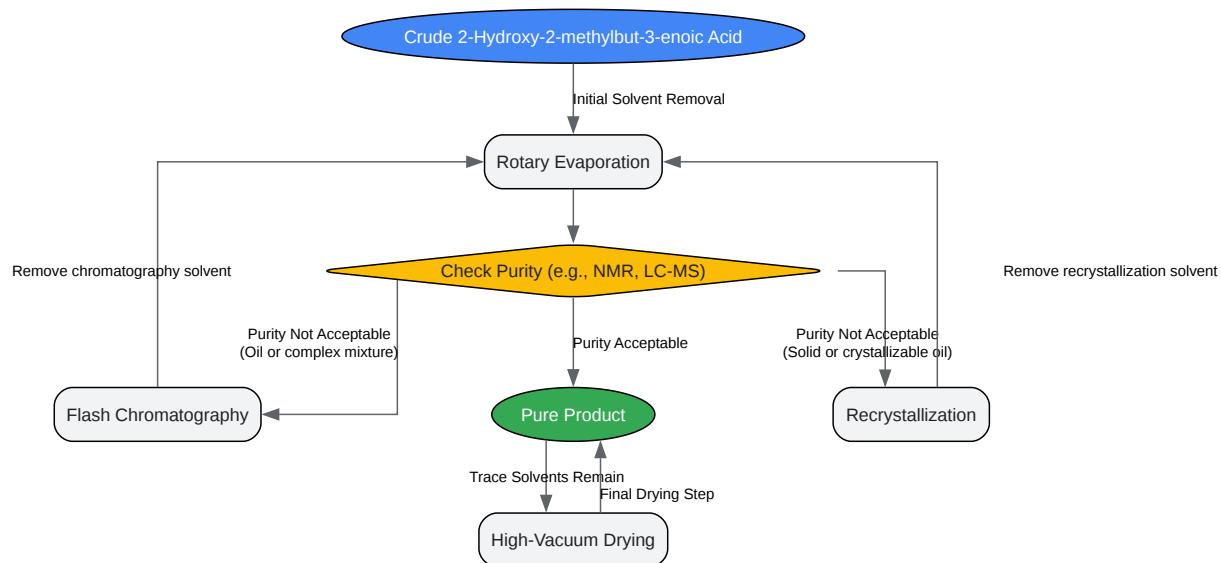 Crude 2-Hydroxy-2-methylbut-3-enoic Acid
Initial Solvent Removal
Rotary Evaporation
Remove chromatography solvent
Check Purity (e.g., NMR, LC-MS)
Remove recrystallization solvent
Purity Not Acceptable
(Oil or complex mixture)
Purity Acceptable
Purity Not Acceptable
(Solid or crystallizable oil)
Flash Chromatography
Pure Product
Recrystallization
Trace Solvents Remain
Final Drying Step
High-Vacuum Drying